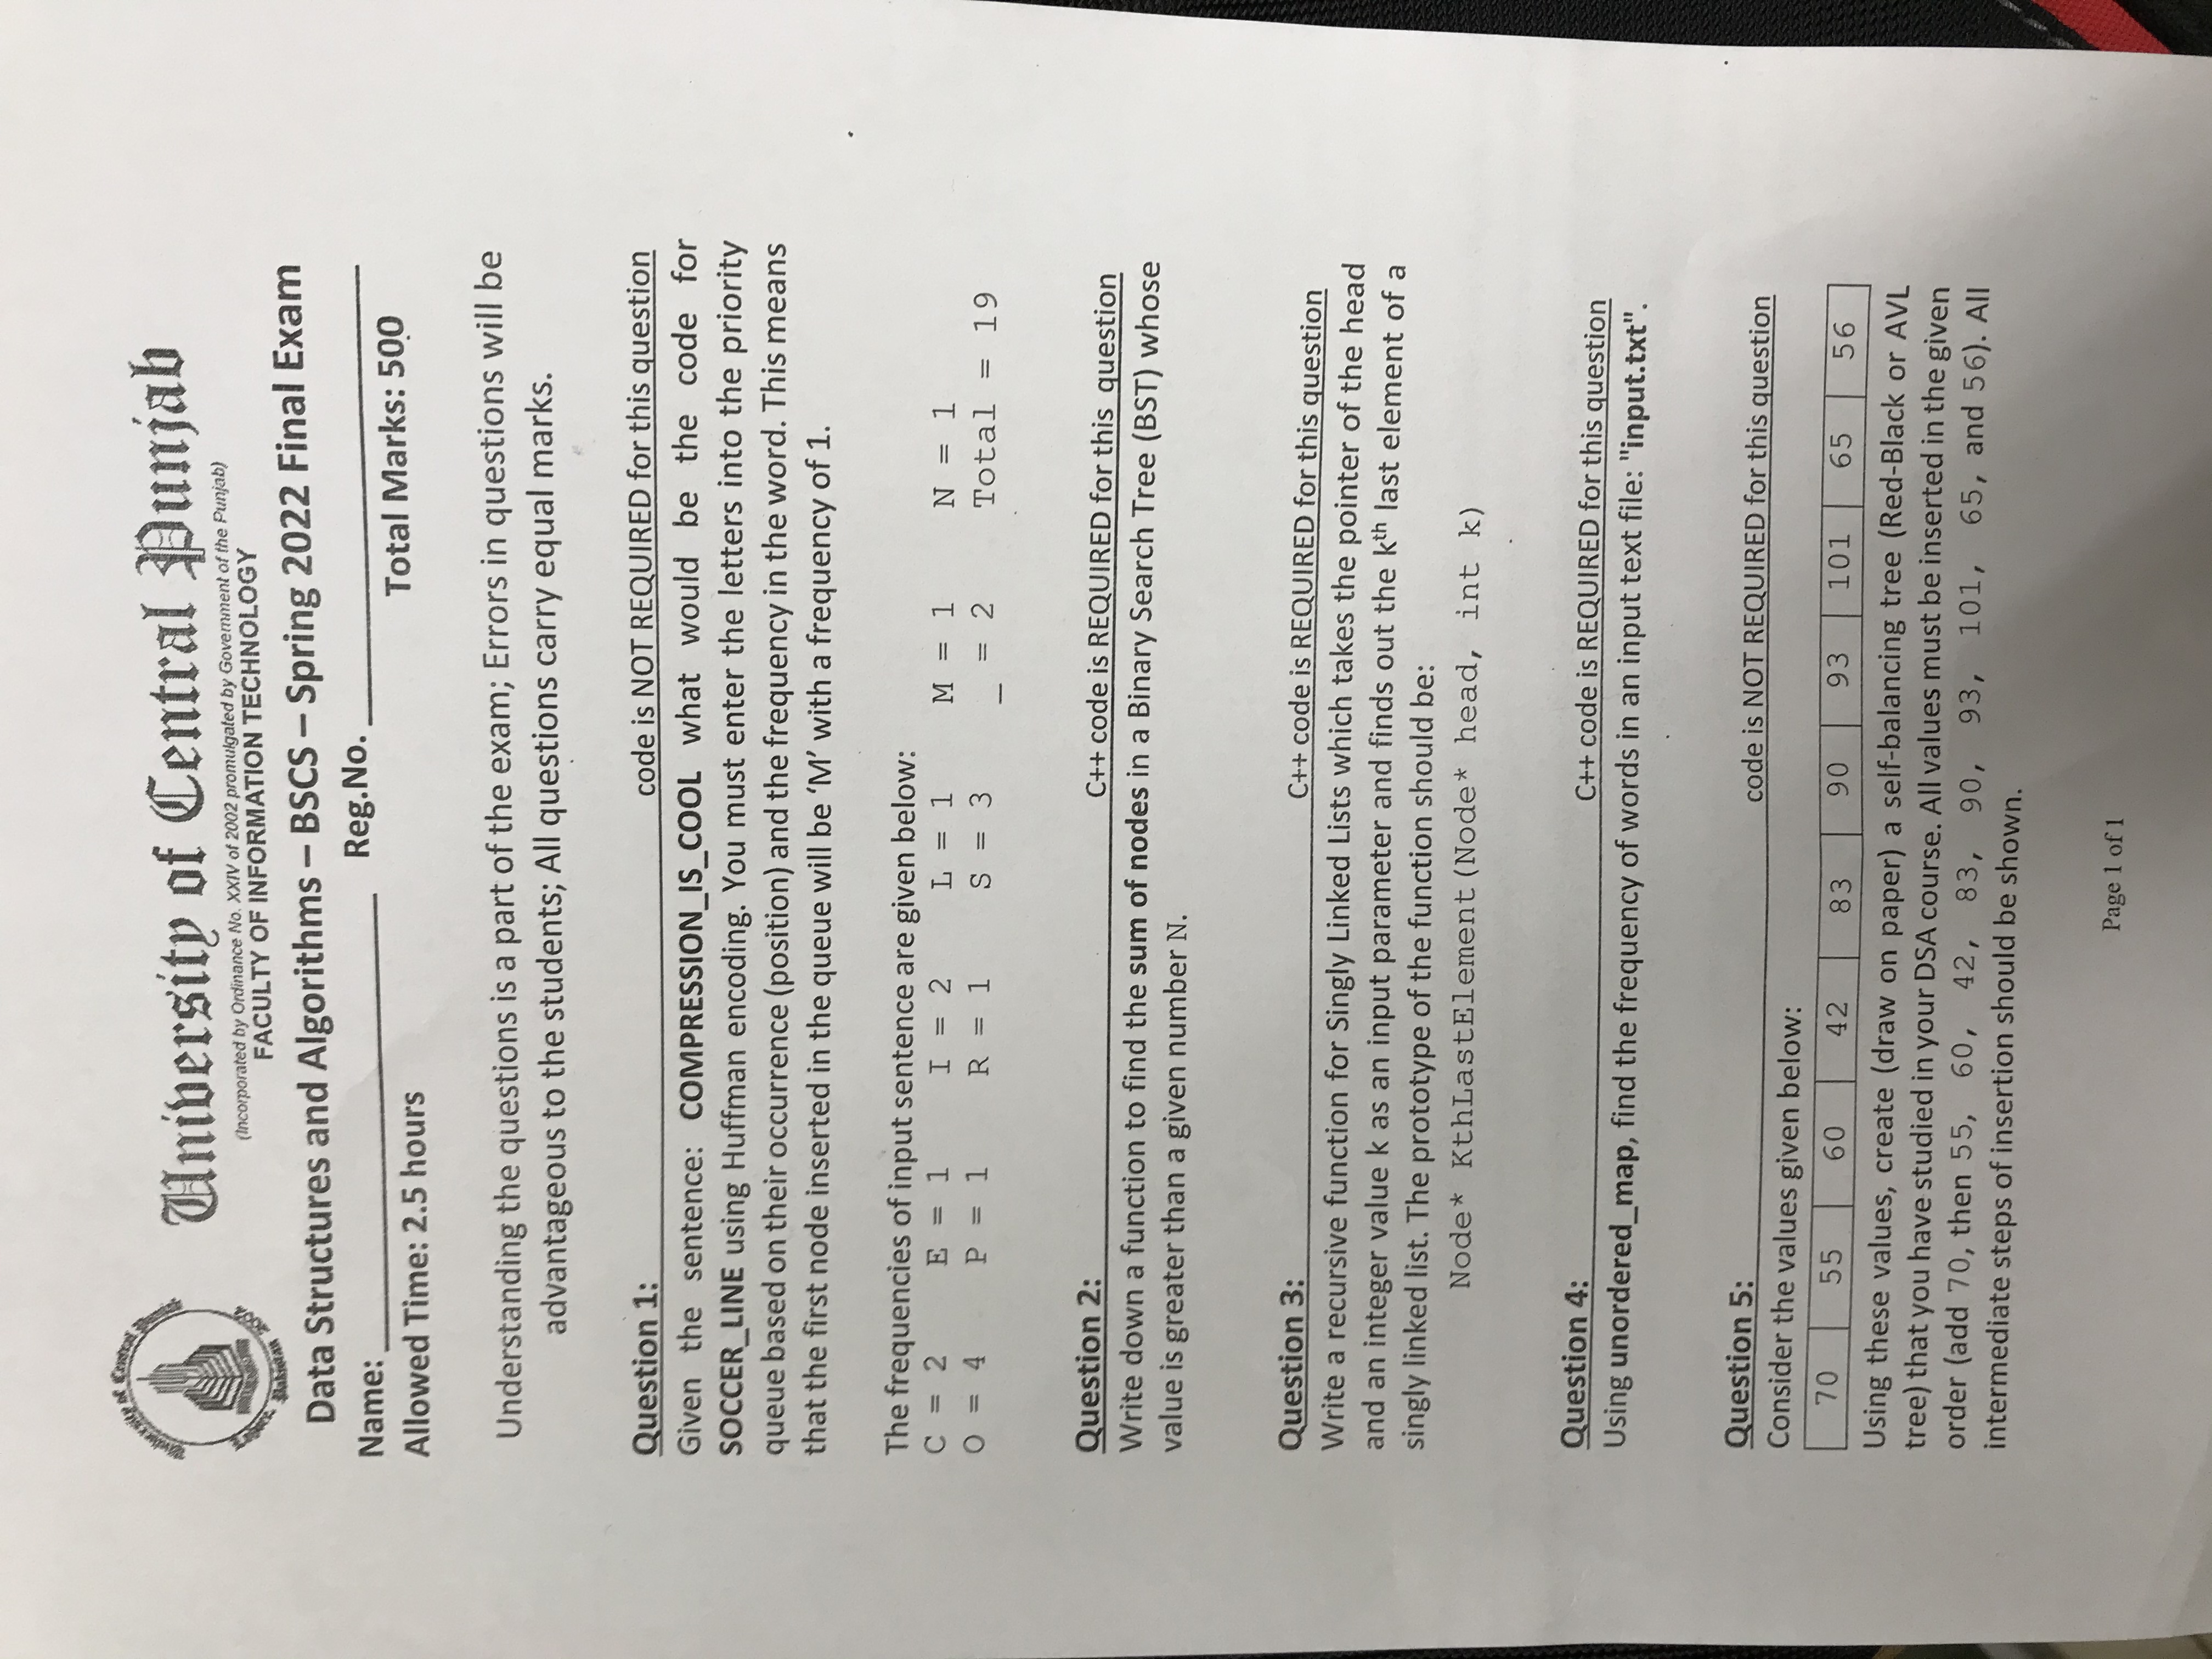 University of Central Punjab
Lahore, Pakistan 2002
University of Central Punjab
(Incorporated by Ordinance No. XXIV of 2002 promulgated by Government of the Punjab)
FACULTY OF INFORMATION TECHNOLOGY
Data Structures and Algorithms – BSCS – Spring 2022 Final Exam
Name: Reg.No.
Allowed Time: 2.5 hours Total Marks: 500
Understanding the questions is a part of the exam; Errors in questions will be
advantageous to the students; All questions carry equal marks.
Question 1: code is NOT REQUIRED for this question
Given the sentence: COMPRESSION_IS_COOL what would be the code for
SOCCER_LINE using Huffman encoding. You must enter the letters into the priority
queue based on their occurrence (position) and the frequency in the word. This means
that the first node inserted in the queue will be ‘M’ with a frequency of 1.
The frequencies of input sentence are given below:
C = 2 E = 1 I = 2 L = 1 M = 1 N = 1
O = 4 P = 1 R = 1 S = 3 _ = 2 Total = 19
Question 2: C++ code is REQUIRED for this question
Write down a function to find the sum of nodes in a Binary Search Tree (BST) whose
value is greater than a given number N.
Question 3: C++ code is REQUIRED for this question
Write a recursive function for Singly Linked Lists which takes the pointer of the head
and an integer value k as an input parameter and finds out the kth last element of a
singly linked list. The prototype of the function should be:
Node* KthLastElement(Node* head, int k)
Question 4: C++ code is REQUIRED for this question
Using unordered_map, find the frequency of words in an input text file: "input.txt".
Question 5: code is NOT REQUIRED for this question
Consider the values given below:
70 55 60 42 83 90 93 101 65 56
Using these values, create (draw on paper) a self-balancing tree (Red-Black or AVL
tree) that you have studied in your DSA course. All values must be inserted in the given
order (add 70, then 55, 60, 42, 83, 90, 93, 101, 65, and 56). All
intermediate steps of insertion should be shown.
Page 1 of 1